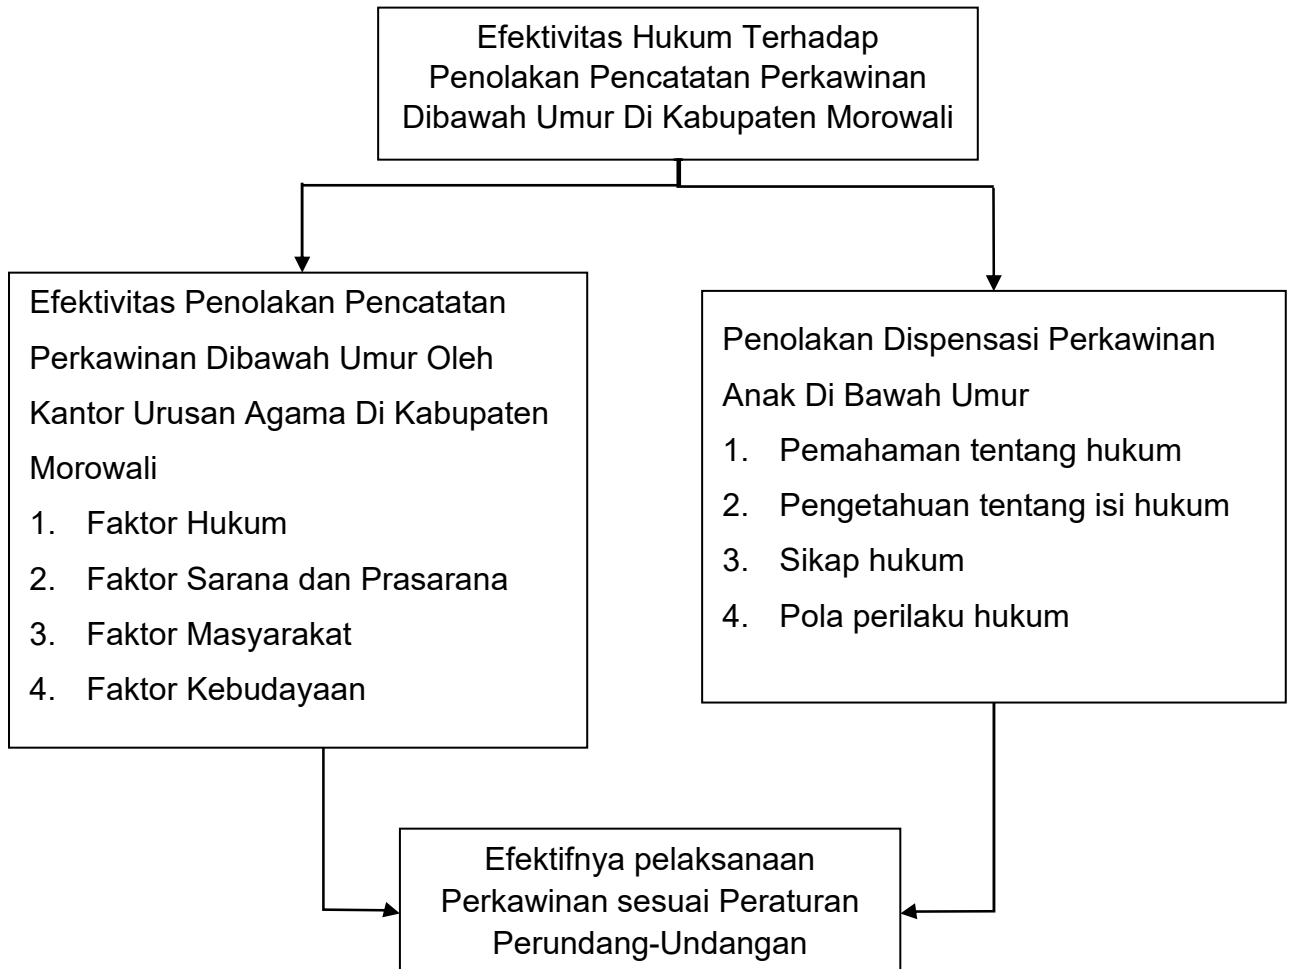 Efektivitas Hukum Terhadap
Penolakan Pencatatan Perkawinan
Dibawah Umur Di Kabupaten Morowali
Efektivitas Penolakan Pencatatan
Perkawinan Dibawah Umur Oleh
Kantor Urusan Agama Di Kabupaten
Morowali
1. Faktor Hukum
2. Faktor Sarana dan Prasarana
3. Faktor Masyarakat
4. Faktor Kebudayaan
Penolakan Dispensasi Perkawinan
Anak Di Bawah Umur
1. Pemahaman tentang hukum
2. Pengetahuan tentang isi hukum
3. Sikap hukum
4. Pola perilaku hukum
Efektifnya pelaksanaan
Perkawinan sesuai Peraturan
Perundang-Undangan